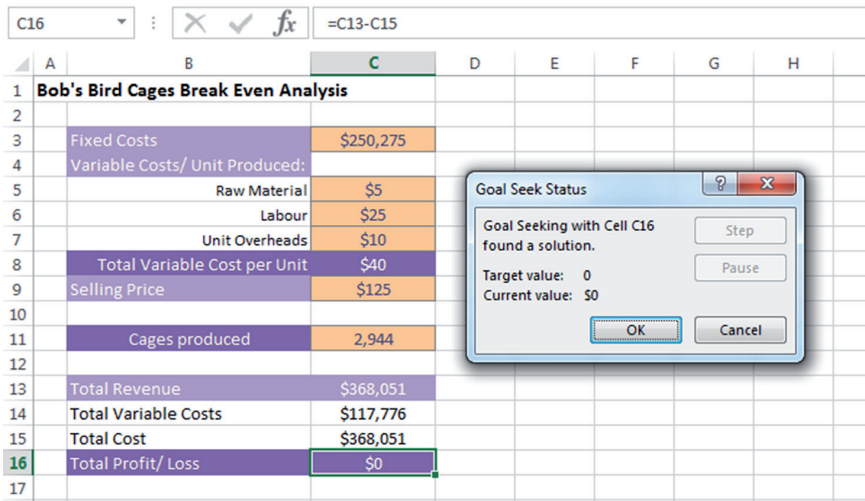 C16 fx =C13-C15
A B C D E F G H
1 Bob's Bird Cages Break Even Analysis
2
3 Fixed Costs $250,275
4 Variable Costs/ Unit Produced:
5 Raw Material $5
6 Labour $25
7 Unit Overheads $10
8 Total Variable Cost per Unit $40
9 Selling Price $125
10
11 Cages produced 2,944
12
13 Total Revenue $368,051
14 Total Variable Costs $117,776
15 Total Cost $368,051
16 Total Profit/ Loss $0
17
Goal Seek Status ? X
Goal Seeking with Cell C16 Step
found a solution.
Pause
Target value: 0
Current value: $0
OK Cancel